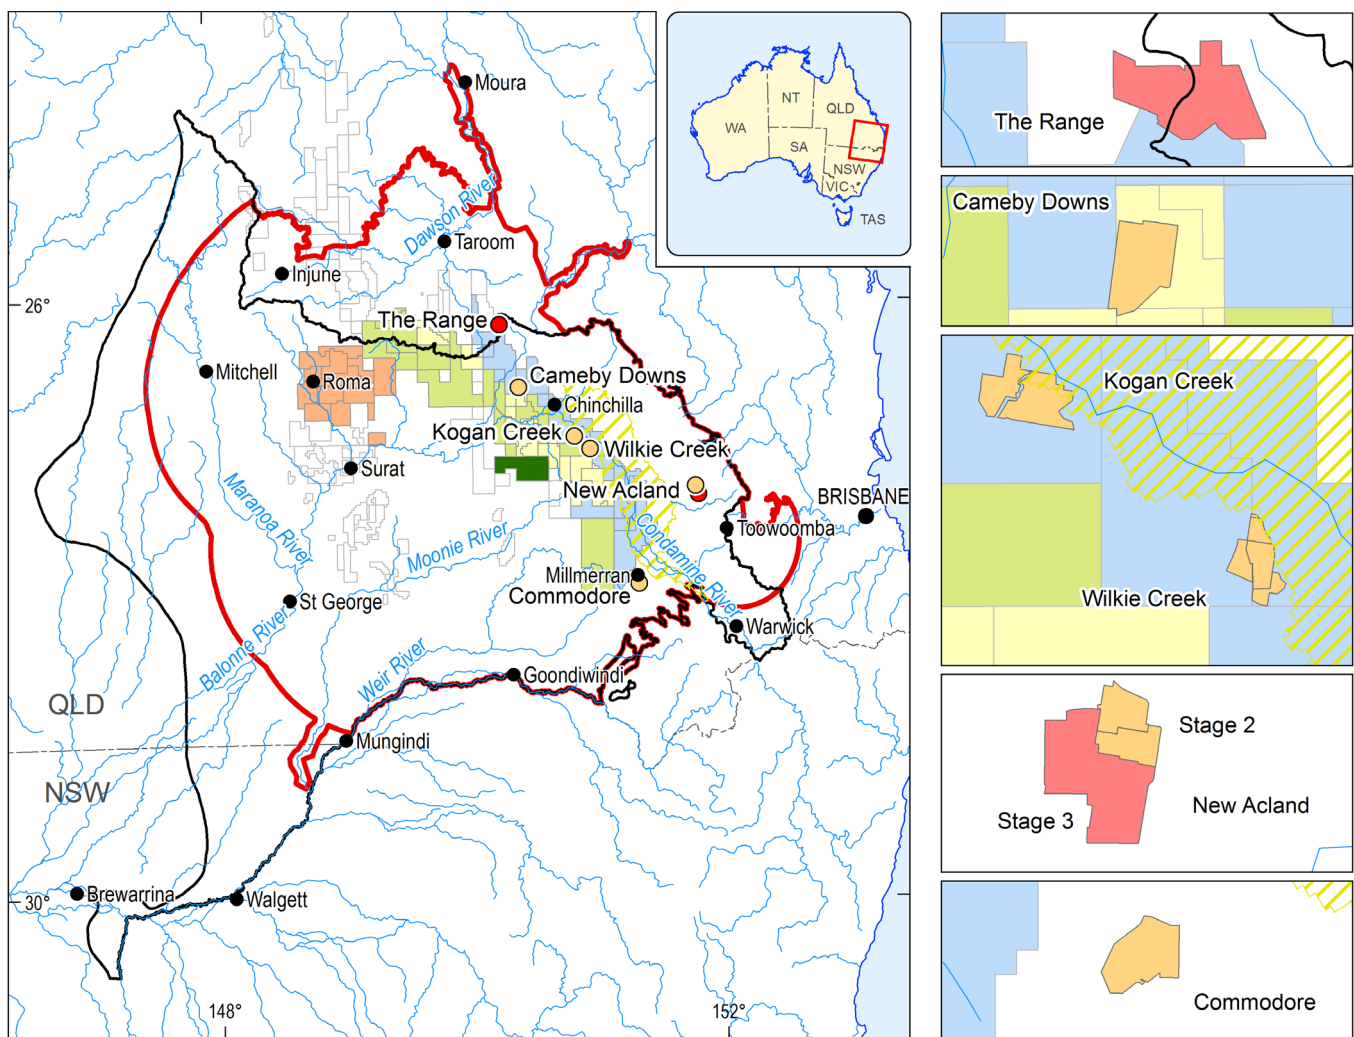 Moura
Dawson River
Taroom
Injune
26°
The Range
Mitchell
Roma
Cameby Downs
Chinchilla
Kogan Creek
Wilkie Creek
Surat
New Acland
BRISBANE
Maranoa River
Moonie River
Condamine River
Toowoomba
Millmerran
Commodore
St George
Warwick
Balonne River
Weir River
Goondiwindi
QLD
Mungindi
NSW
Brewarrina
30°
Walgett
148°
152°
NT
QLD
WA
SA
NSW
VIC
TAS
The Range
Cameby Downs
Kogan Creek
Wilkie Creek
Stage 2
New Acland
Stage 3
Commodore